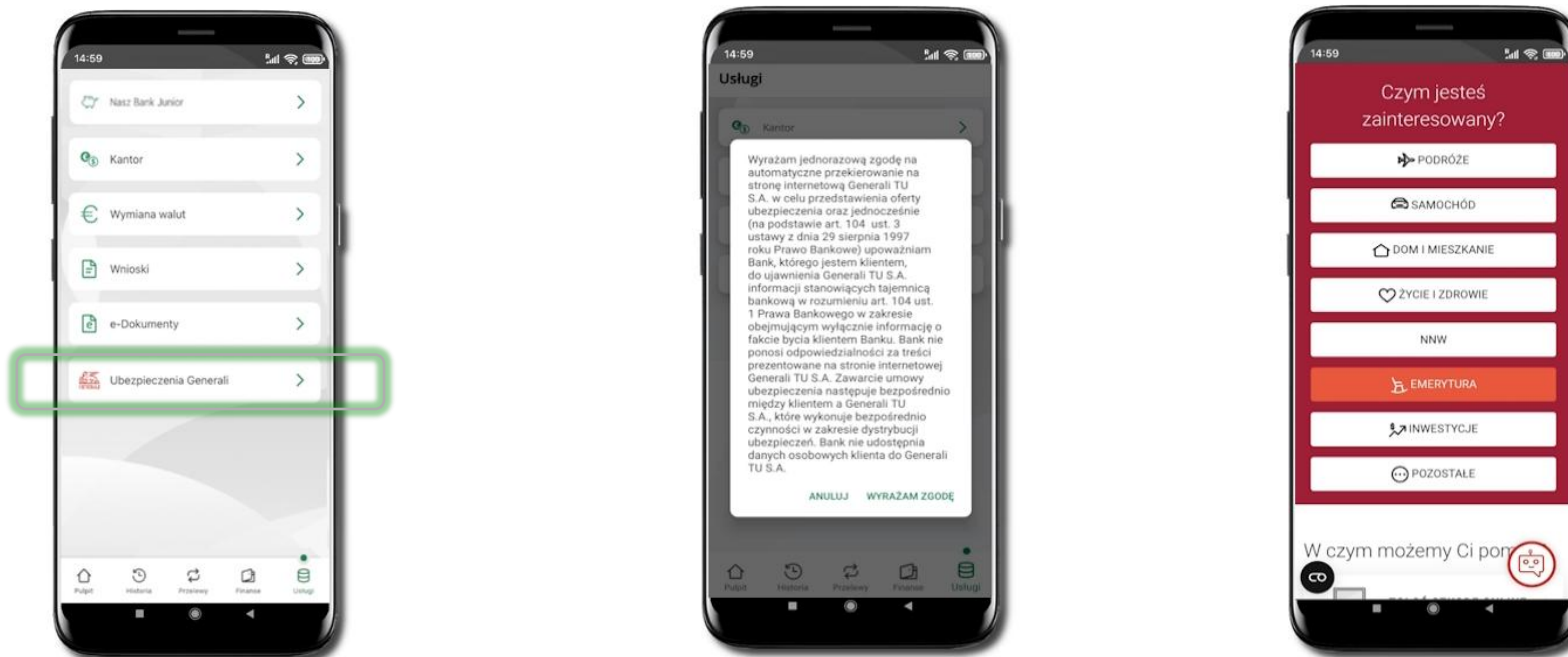 14:59
Nasz Bank Junior
Kantor
Wymiana walut
Wnioski
e-Dokumenty
Ubezpieczenia Generali
Pulpit
Historia
Przelewy
Finanse
Usługi
14:59
Usługi
Kantor
Wyrażam jednorazową zgodę na
automatyczne przekierowanie na
stronę internetową Generali TU
S.A. w celu przedstawienia oferty
ubezpieczenia oraz jednocześnie
(na podstawie art. 104 ust. 3
ustawy z dnia 29 sierpnia 1997
roku Prawo Bankowe) upoważniam
Bank, którego jestem klientem,
do ujawnienia Generali TU S.A.
informacji stanowiących tajemnicą
bankową w rozumieniu art. 104 ust.
1 Prawa Bankowego w zakresie
obejmującym wyłącznie informację o
fakcie bycia klientem Banku. Bank nie
ponosi odpowiedzialności za treści
prezentowane na stronie internetowej
Generali TU S.A. Zawarcie umowy
ubezpieczenia następuje bezpośrednio
między klientem a Generali TU
S.A., które wykonuje bezpośrednio
czynności w zakresie dystrybucji
ubezpieczeń. Bank nie udostępnia
danych osobowych klienta do Generali
TU S.A.
ANULUJ WYRAŻAM ZGODĘ
Pulpit
Historia
Przelewy
Finanse
Usługi
14:59
Czym jesteś
zainteresowany?
PODRÓŻE
SAMOCHÓD
DOM I MIESZKANIE
ŻYCIE I ZDROWIE
NNW
EMERYTURA
INWESTYCJE
POZOSTAŁE
W czym możemy Ci